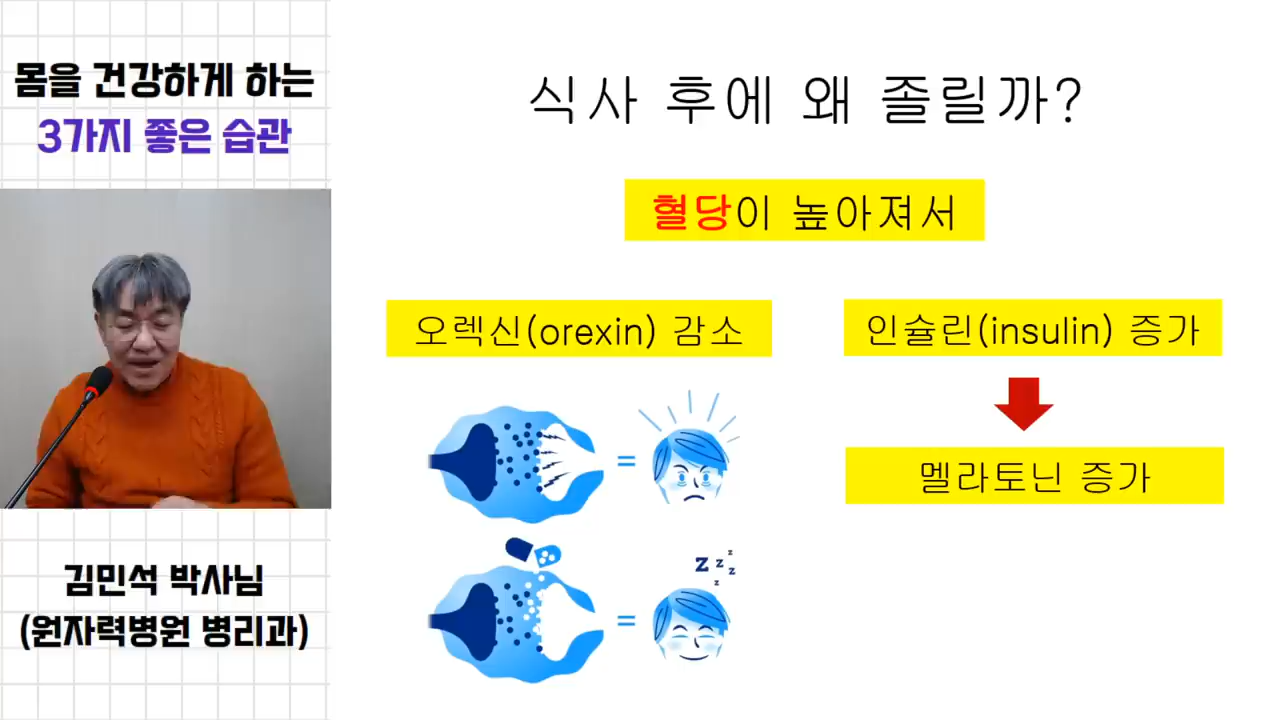 몸을 건강하게 하는
3가지 좋은 습관
김민석 박사님
(원자력병원 병리과)
식사 후에 왜 졸릴까?
혈당이 높아져서
오렉신(orexin) 감소
인슐린(insulin) 증가
멜라토닌 증가
=
z z z z
=